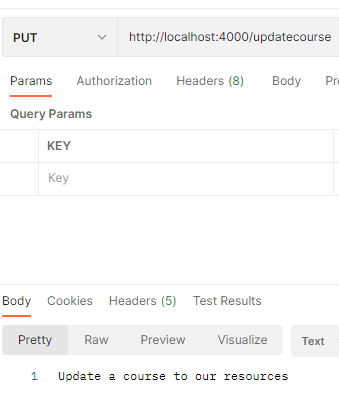 PUT http://localhost:4000/updatecourse
Params Authorization Headers (8) Body
Query Params
KEY
Key
Body Cookies Headers (5) Test Results
Pretty Raw Preview Visualize Text
1 Update a course to our resources